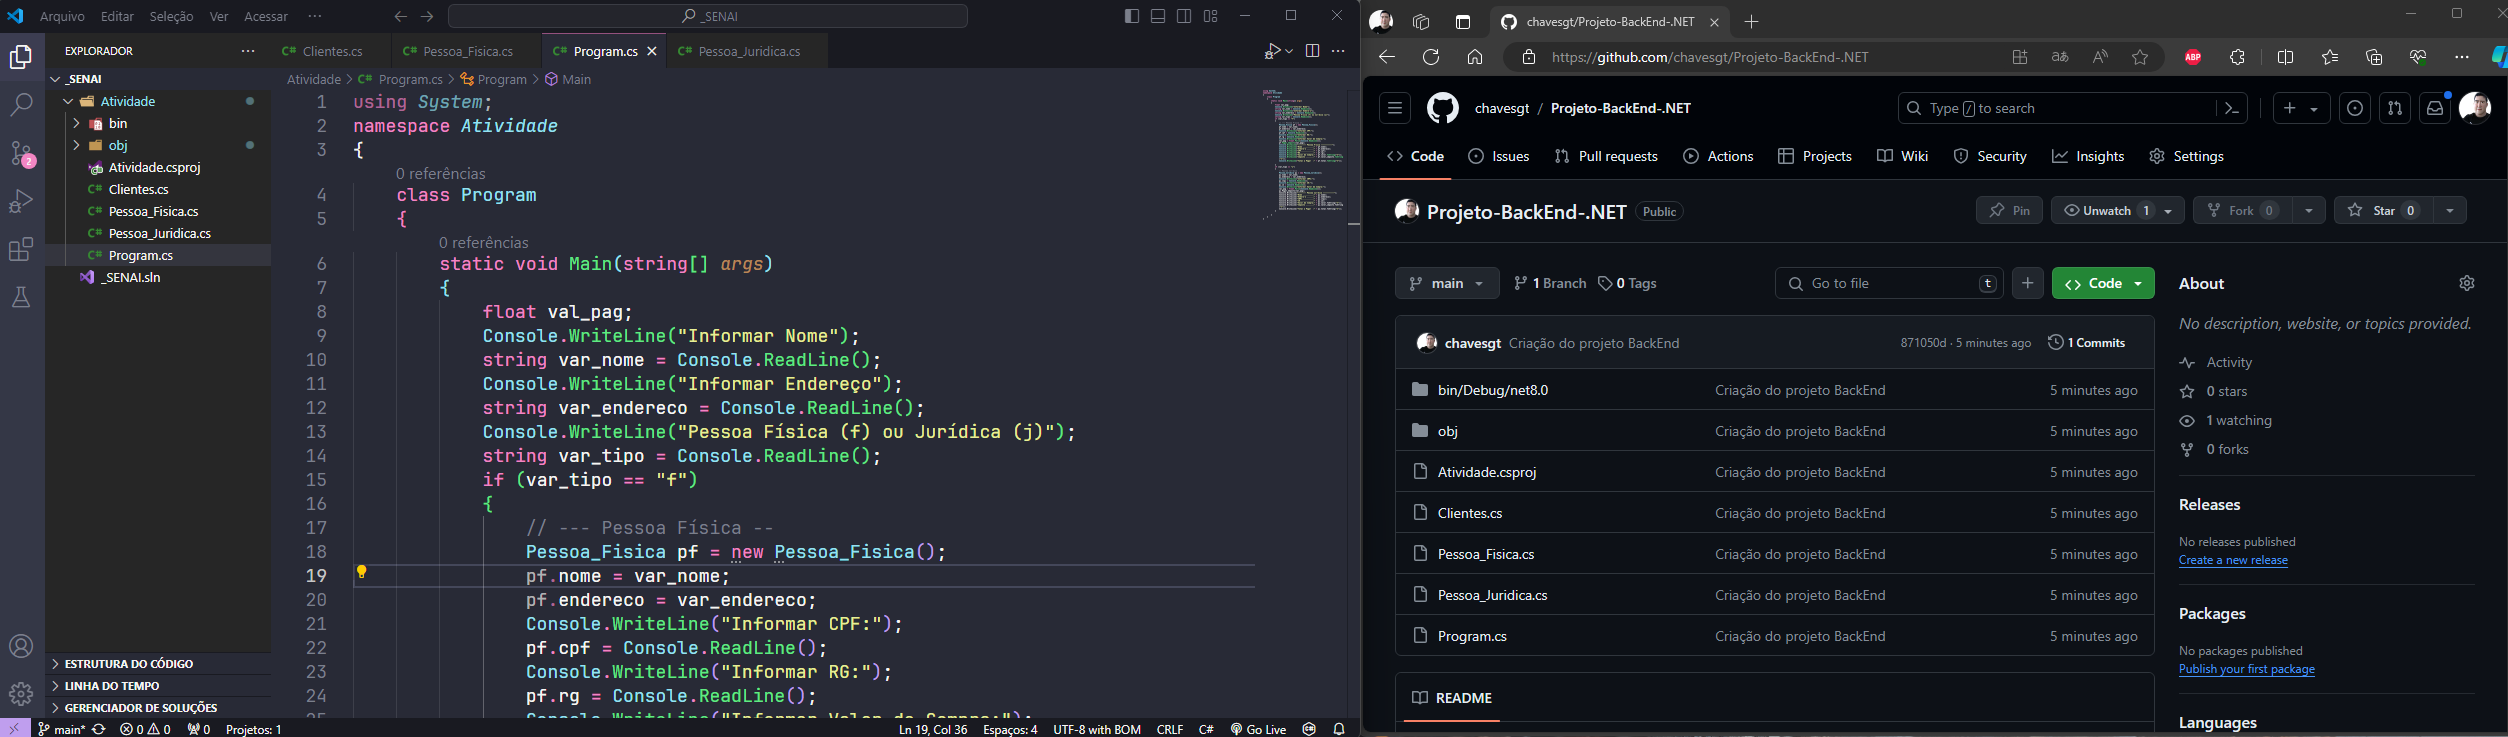 Arquivo Editar Seleção Ver Acessar ··· _SENAI
EXPLORADOR ···
_SENAI
Atividade
bin
obj
Atividade.csproj
Clientes.cs
Pessoa_Fisica.cs
Pessoa_Juridica.cs
Program.cs
_SENAI.sln
2
ESTRUTURA DO CÓDIGO
LINHA DO TEMPO
GERENCIADOR DE SOLUÇÕES
Clientes.cs Pessoa_Fisica.cs Program.cs Pessoa_Juridica.cs
Atividade > Program.cs > Program > Main
1 using System;
2 namespace Atividade
3 {
0 referências
4 class Program
5 {
0 referências
6 static void Main(string[] args)
7 {
8 float val_pag;
9 Console.WriteLine("Informar Nome");
10 string var_nome = Console.ReadLine();
11 Console.WriteLine("Informar Endereço");
12 string var_endereco = Console.ReadLine();
13 Console.WriteLine("Pessoa Física (f) ou Jurídica (j)");
14 string var_tipo = Console.ReadLine();
15 if (var_tipo == "f")
16 {
17 // --- Pessoa Física --
18 Pessoa_Fisica pf = new Pessoa_Fisica();
19 pf.nome = var_nome;
20 pf.endereco = var_endereco;
21 Console.WriteLine("Informar CPF:");
22 pf.cpf = Console.ReadLine();
23 Console.WriteLine("Informar RG:");
24 pf.rg = Console.ReadLine();
25 Console.WriteLine("Informar Valor de Compra:");
main* 0 0 0 Projetos: 1 Ln 19, Col 36 Espaços: 4 UTF-8 with BOM CRLF C# Go Live
chavesgt/Projeto-BackEnd-.NET
https://github.com/chavesgt/Projeto-BackEnd-.NET
ABP
chavesgt / Projeto-BackEnd-.NET Type / to search
Code Issues Pull requests Actions Projects Wiki Security Insights Settings
Projeto-BackEnd-.NET Public Pin Unwatch 1 Fork 0 Star 0
main 1 Branch 0 Tags Go to file t Code
chavesgt Criação do projeto BackEnd 871050d · 5 minutes ago 1 Commits
bin/Debug/net8.0 Criação do projeto BackEnd 5 minutes ago
obj Criação do projeto BackEnd 5 minutes ago
Atividade.csproj Criação do projeto BackEnd 5 minutes ago
Clientes.cs Criação do projeto BackEnd 5 minutes ago
Pessoa_Fisica.cs Criação do projeto BackEnd 5 minutes ago
Pessoa_Juridica.cs Criação do projeto BackEnd 5 minutes ago
Program.cs Criação do projeto BackEnd 5 minutes ago
README
About
No description, website, or topics provided.
Activity
0 stars
1 watching
0 forks
Releases
No releases published
Create a new release
Packages
No packages published
Publish your first package
Languages